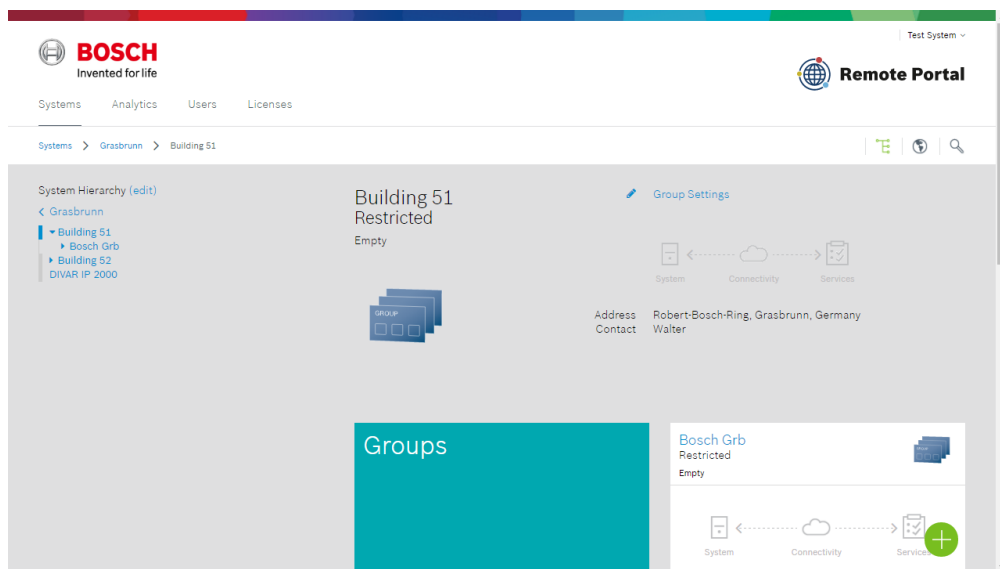 Test System
BOSCH
Invented for life
Remote Portal
Systems Analytics Users Licenses
Systems > Grasbrunn > Building 51
System Hierarchy (edit)
Grasbrunn
Building 51
Bosch Grb
Building 52
DIVAR IP 2000
Building 51
Restricted
Empty
GROUP
Group Settings
System Connectivity Services
Address Robert-Bosch-Ring, Grasbrunn, Germany
Contact Walter
Groups
Bosch Grb
Restricted
Empty
System Connectivity Services